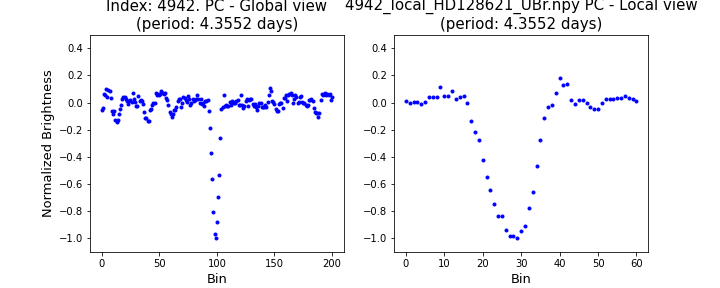 Index: 4942. PC - Global view
(period: 4.3552 days)
4942_local_HD128621_UBr.npy PC - Local view
(period: 4.3552 days)
Normalized Brightness
0.4
0.2
0.0
−0.2
−0.4
−0.6
−0.8
−1.0
0 50 100 150 200
Bin
0.4
0.2
0.0
−0.2
−0.4
−0.6
−0.8
−1.0
0 10 20 30 40 50 60
Bin